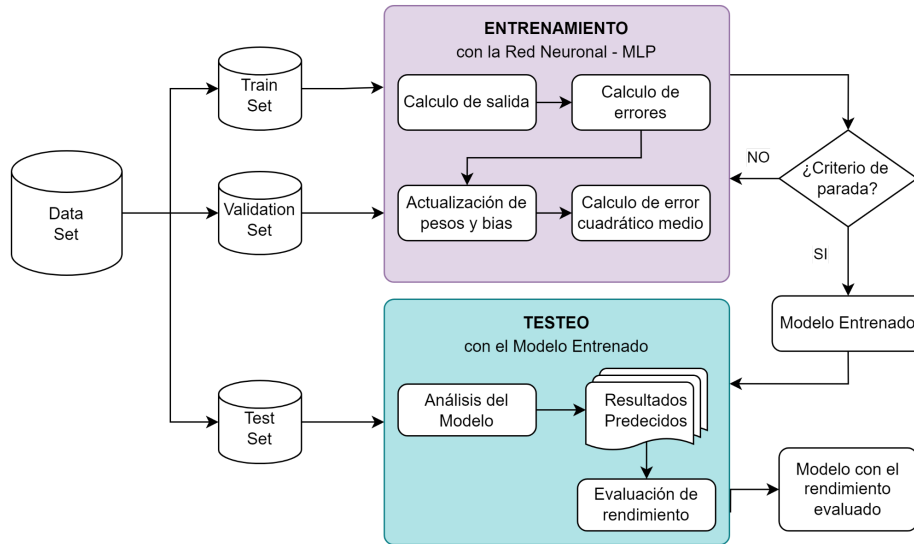 ENTRENAMIENTO
con la Red Neuronal - MLP
Train
Set
Calculo de salida
Calculo de
errores
NO
¿Criterio de
parada?
Data
Set
Validation
Set
Actualización de
pesos y bias
Calculo de error
cuadrático medio
SI
TESTEO
con el Modelo Entrenado
Modelo Entrenado
Test
Set
Análisis del
Modelo
Resultados
Predecidos
Evaluación de
rendimiento
Modelo con el
rendimiento
evaluado